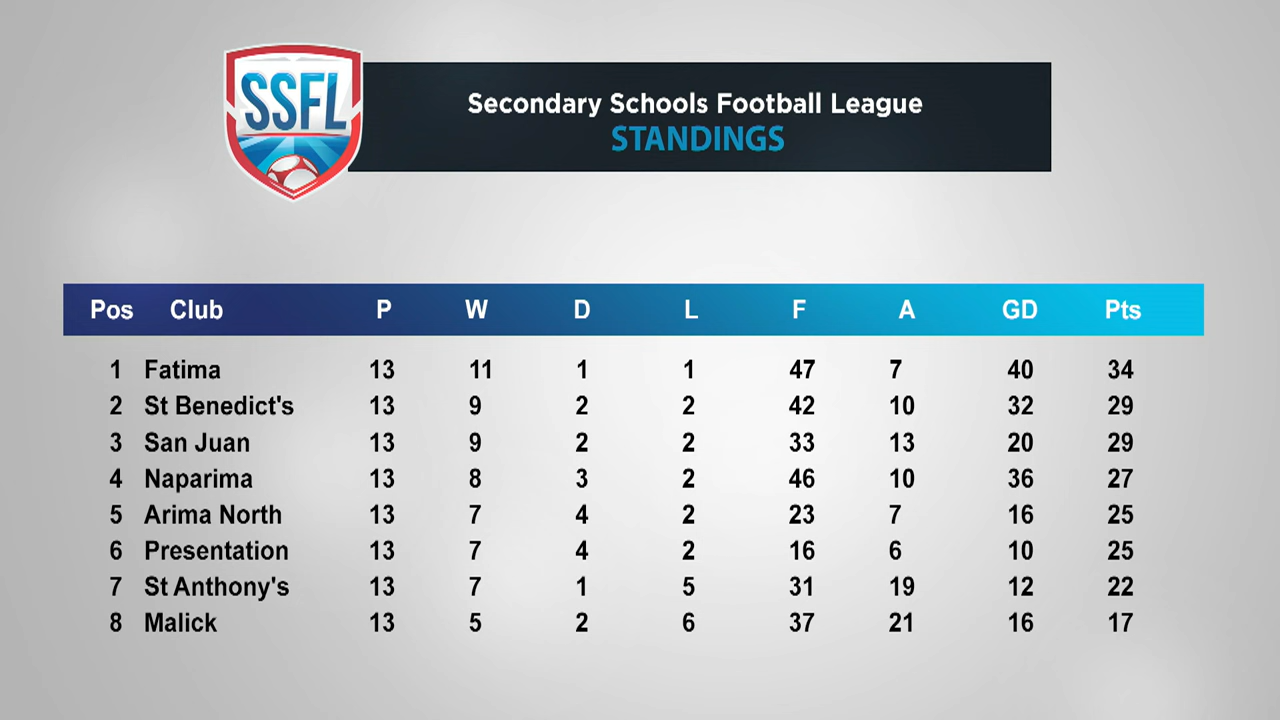 SSFL
Secondary Schools Football League
STANDINGS
Pos Club P W D L F A GD Pts
1 Fatima 13 11 1 1 47 7 40 34
2 St Benedict's 13 9 2 2 42 10 32 29
3 San Juan 13 9 2 2 33 13 20 29
4 Naparima 13 8 3 2 46 10 36 27
5 Arima North 13 7 4 2 23 7 16 25
6 Presentation 13 7 4 2 16 6 10 25
7 St Anthony's 13 7 1 5 31 19 12 22
8 Malick 13 5 2 6 37 21 16 17